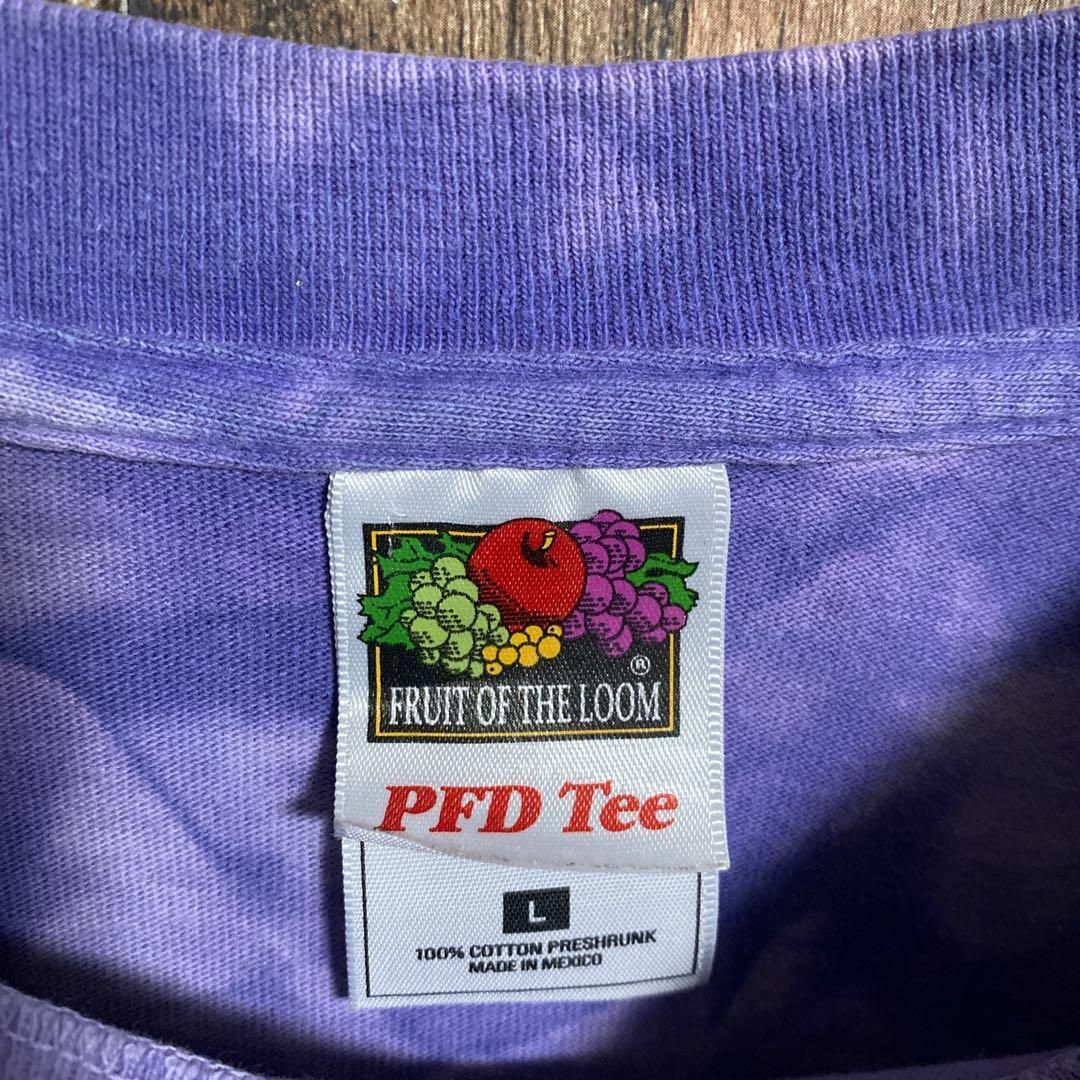 ®
FRUIT OF THE LOOM
PFD Tee
L
100% COTTON PRESHRUNK
MADE IN MEXICO